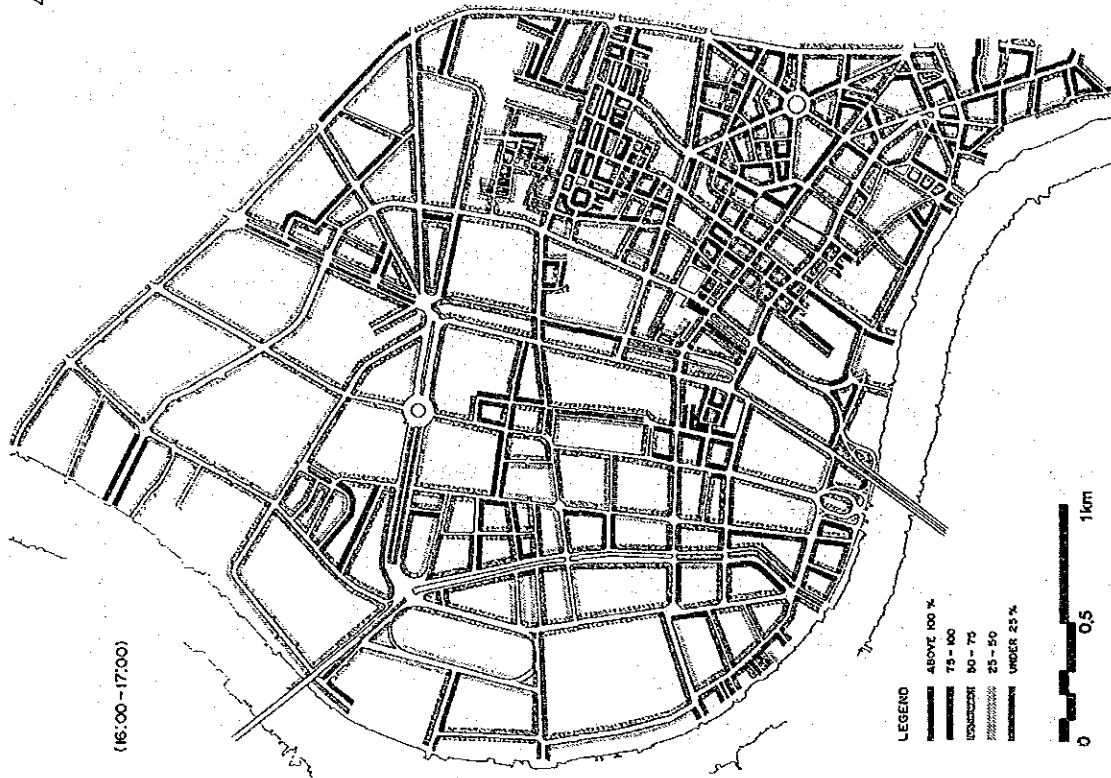 (16:00-17:00)
LEGEND
ABOVE 100 %
75-100
50-75
25-50
UNDER 25%
0 0,5 1km